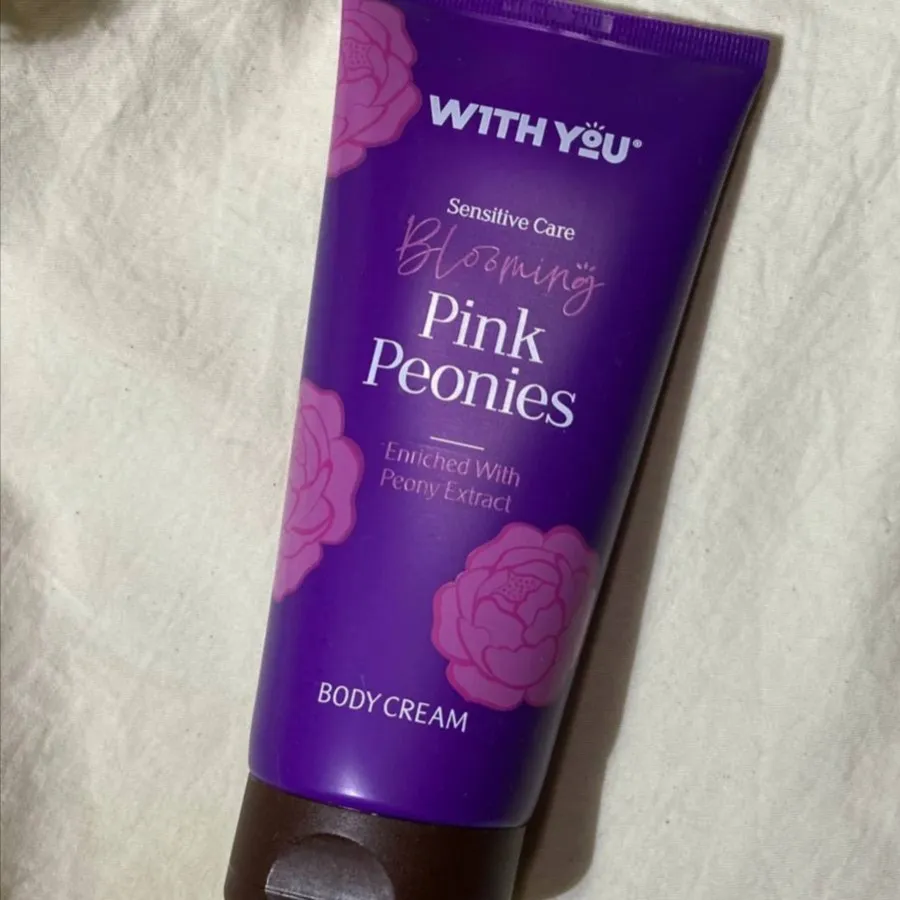 WITH YOU®
Sensitive Care
Blooming
Pink
Peonies
Enriched With
Peony Extract
BODY CREAM